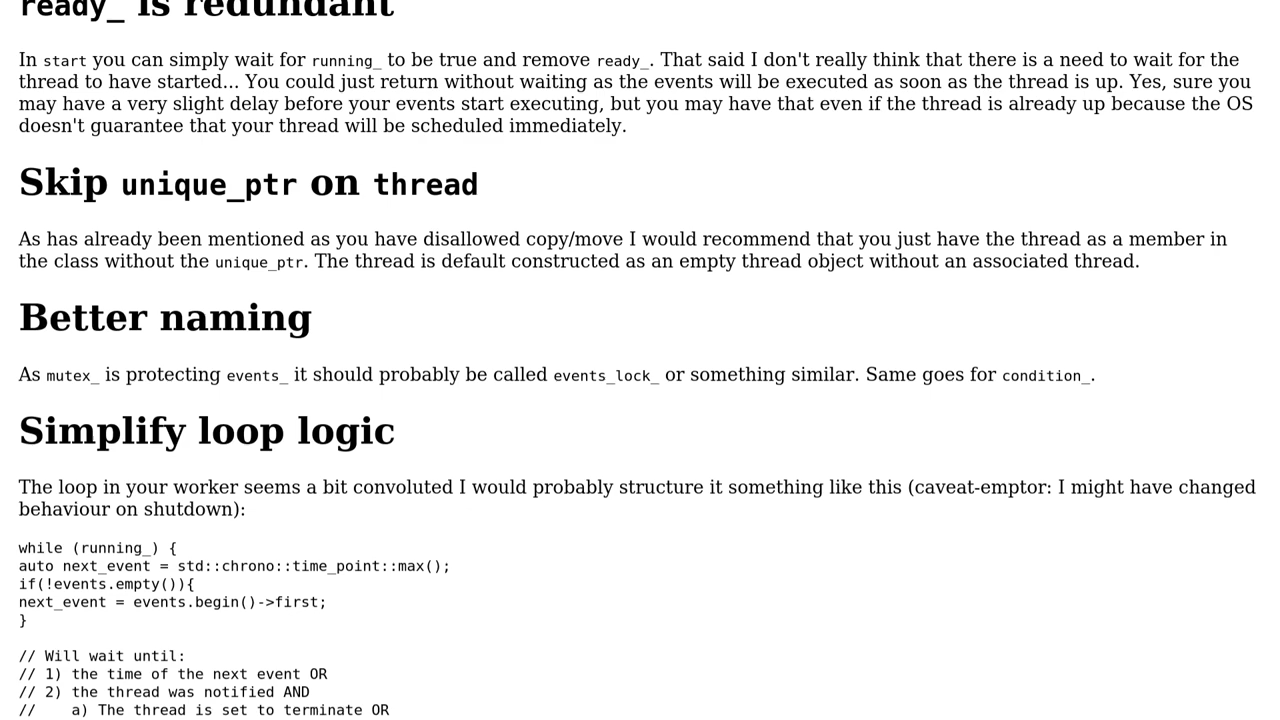 ready_ is redundant
In start you can simply wait for running_ to be true and remove ready_. That said I don't really think that there is a need to wait for the
thread to have started... You could just return without waiting as the events will be executed as soon as the thread is up. Yes, sure you
may have a very slight delay before your events start executing, but you may have that even if the thread is already up because the OS
doesn't guarantee that your thread will be scheduled immediately.
Skip unique_ptr on thread
As has already been mentioned as you have disallowed copy/move I would recommend that you just have the thread as a member in
the class without the unique_ptr. The thread is default constructed as an empty thread object without an associated thread.
Better naming
As mutex_ is protecting events_ it should probably be called events_lock_ or something similar. Same goes for condition_.
Simplify loop logic
The loop in your worker seems a bit convoluted I would probably structure it something like this (caveat-emptor: I might have changed
behaviour on shutdown):
while (running_) {
auto next_event = std::chrono::time_point::max();
if(!events.empty()){
next_event = events.begin()->first;
}
// Will wait until:
// 1) the time of the next event OR
// 2) the thread was notified AND
//    a) The thread is set to terminate OR